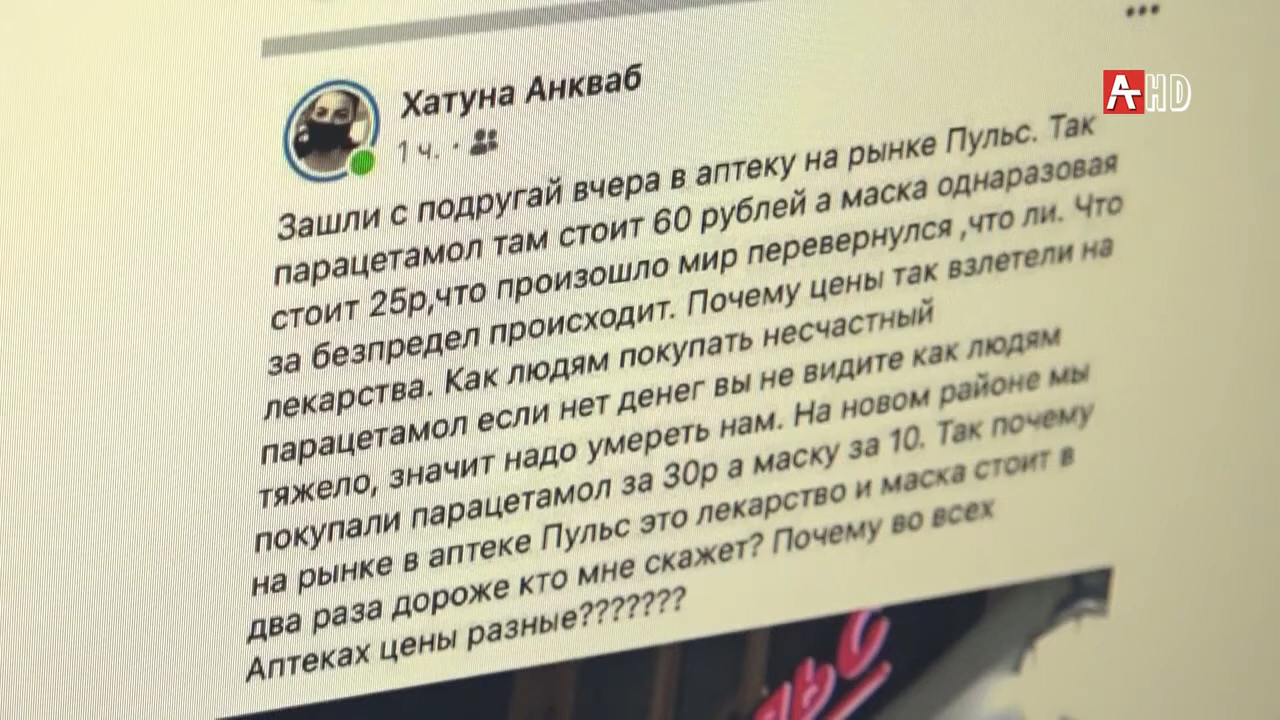 AHD
Хатуна Анкваб
1 ч. ·
Зашли с подругай вчера в аптеку на рынке Пульс. Так
парацетамол там стоит 60 рублей а маска одноразовая
стоит 25р,что произошло мир перевернулся ,что ли. Что
за безпредел происходит. Почему цены так взлетели на
лекарства. Как людям покупать несчастный
парацетамол если нет денег вы не видите как людям
тяжело, значит надо умереть нам. На новом районе мы
покупали парацетамол за 30р а маску за 10. Так почему
на рынке в аптеке Пульс это лекарство и маска стоит в
два раза дороже кто мне скажет? Почему во всех
Аптеках цены разные???????
ьс